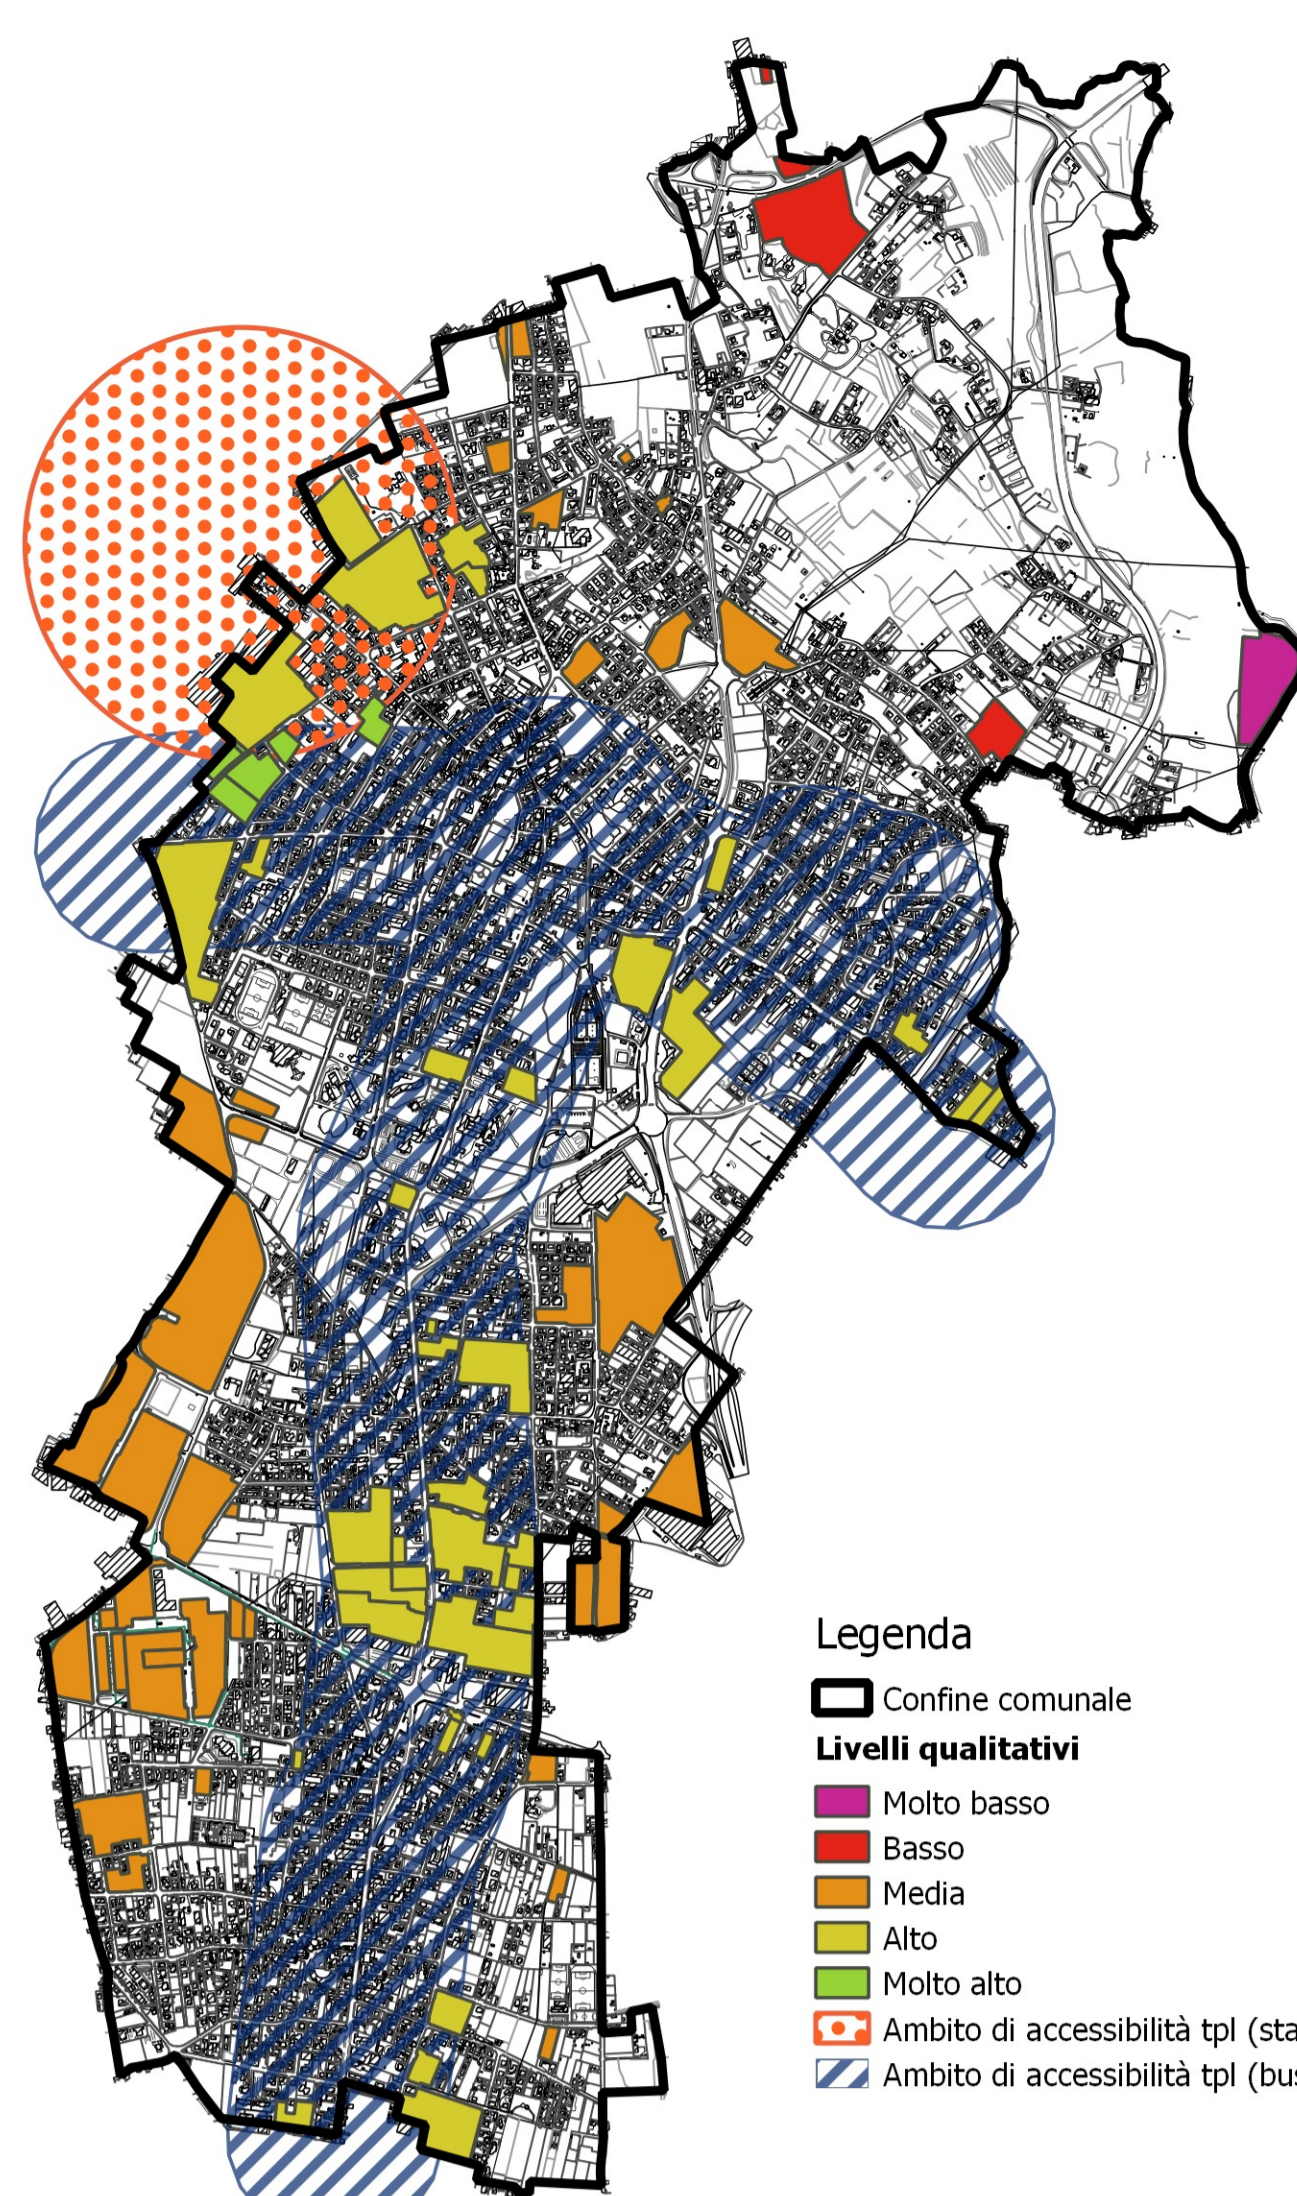 Legenda
Confine comunale
Livelli qualitativi
Molto basso
Basso
Media
Alto
Molto alto
Ambito di accessibilità tpl
Ambito di accessibilità tpl